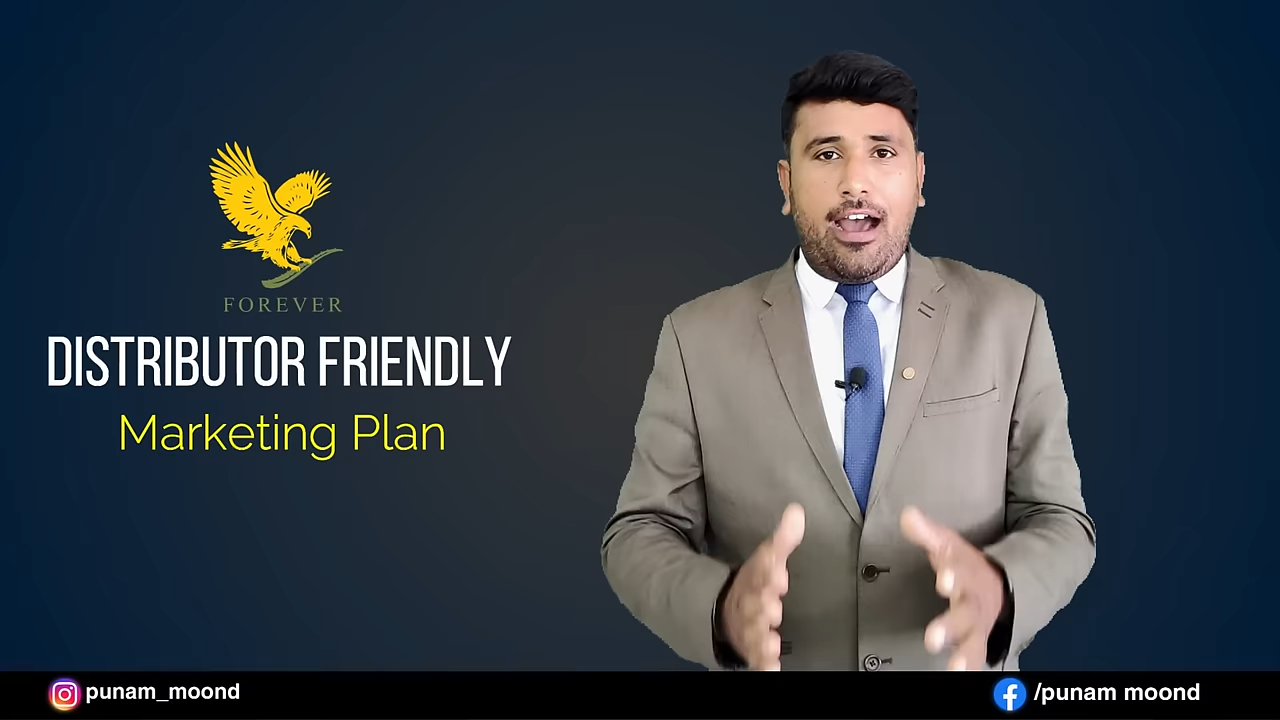 FOREVER
DISTRIBUTOR FRIENDLY
Marketing Plan
punam_moond
/punam moond